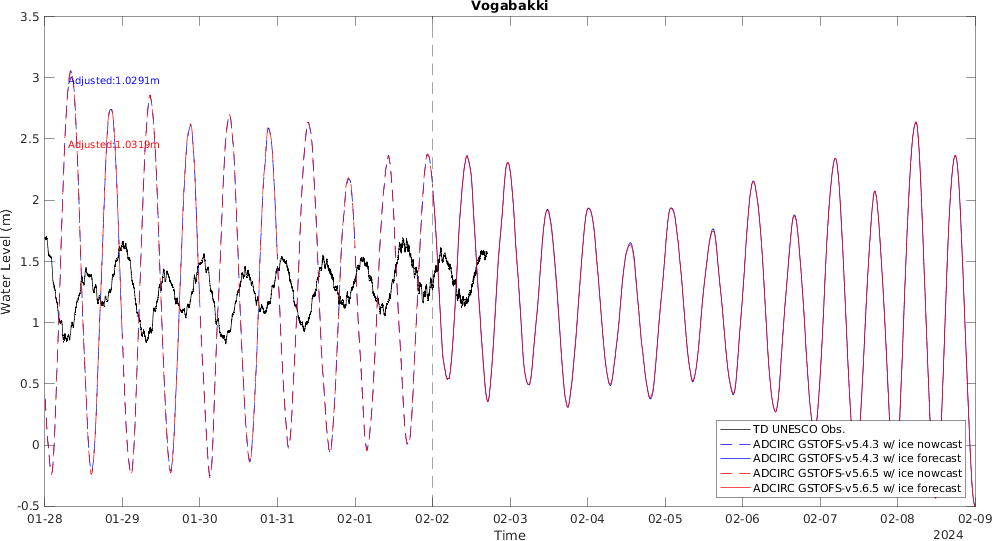 Vogabakki
3.5
3
2.5
2
1.5
1
0.5
0
-0.5
Water Level (m)
Adjusted:1.0291m
Adjusted:1.0319m
TD UNESCO Obs.
ADCIRC GSTOFS-v5.4.3 w/ ice nowcast
ADCIRC GSTOFS-v5.4.3 w/ ice forecast
ADCIRC GSTOFS-v5.6.5 w/ ice nowcast
ADCIRC GSTOFS-v5.6.5 w/ ice forecast
01-28 01-29 01-30 01-31 02-01 02-02 02-03 02-04 02-05 02-06 02-07 02-08 02-09
Time
2024